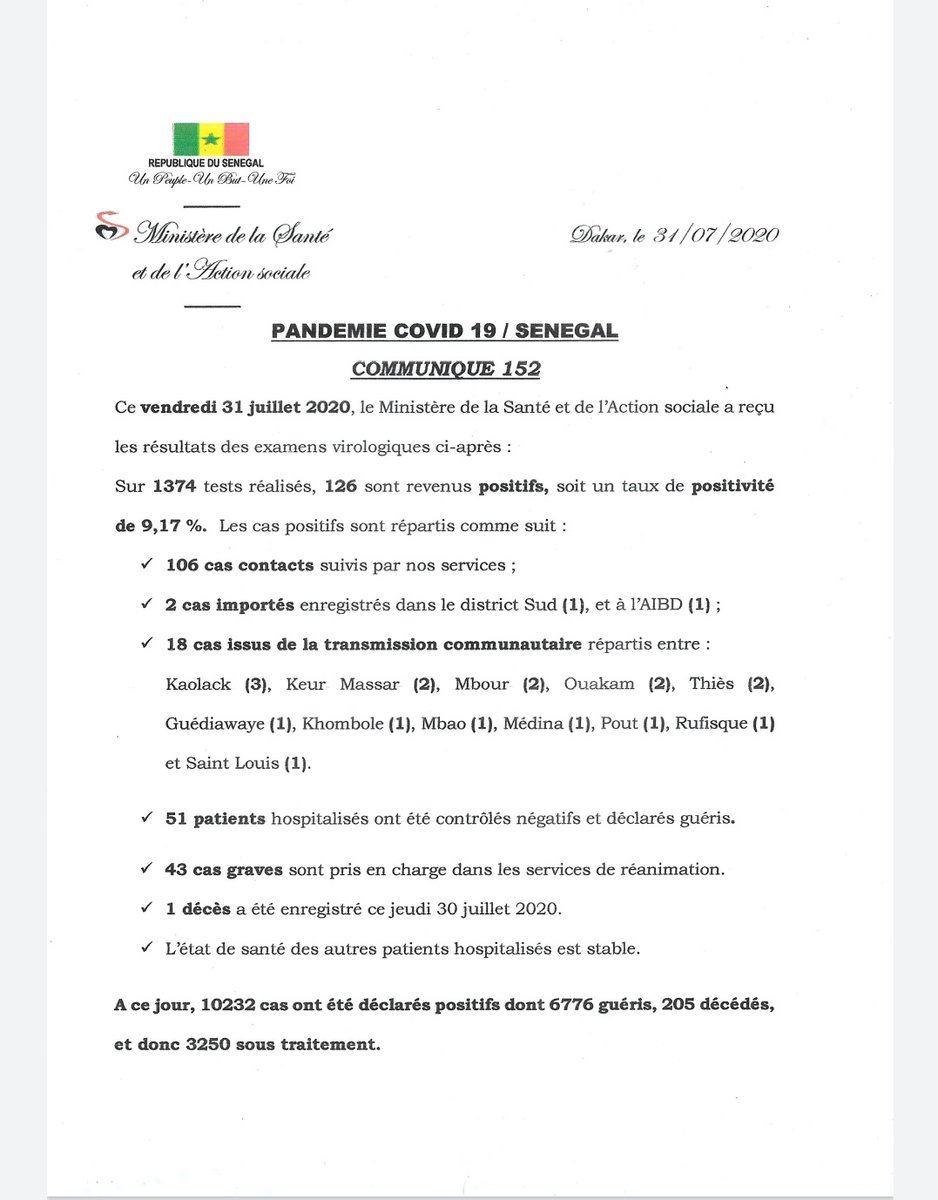 REPUBLIQUE DU SENEGAL
Un Peuple-Un But-Une Foi
Ministère de la Santé
et de l'Action sociale
Dakar, le 31/07/2020
PANDEMIE COVID 19 / SENEGAL
COMMUNIQUE 152
Ce vendredi 31 juillet 2020, le Ministère de la Santé et de l'Action sociale a reçu
les résultats des examens virologiques ci-après :
Sur 1374 tests réalisés, 126 sont revenus positifs, soit un taux de positivité
de 9,17 %. Les cas positifs sont répartis comme suit :
✓ 106 cas contacts suivis par nos services ;
✓ 2 cas importés enregistrés dans le district Sud (1), et à l'AIBD (1) ;
✓ 18 cas issus de la transmission communautaire répartis entre :
Kaolack (3), Keur Massar (2), Mbour (2), Ouakam (2), Thiès (2),
Guédiawaye (1), Khombole (1), Mbao (1), Médina (1), Pout (1), Rufisque (1)
et Saint Louis (1).
✓ 51 patients hospitalisés ont été contrôlés négatifs et déclarés guéris.
✓ 43 cas graves sont pris en charge dans les services de réanimation.
✓ 1 décès a été enregistré ce jeudi 30 juillet 2020.
✓ L'état de santé des autres patients hospitalisés est stable.
A ce jour, 10232 cas ont été déclarés positifs dont 6776 guéris, 205 décédés,
et donc 3250 sous traitement.